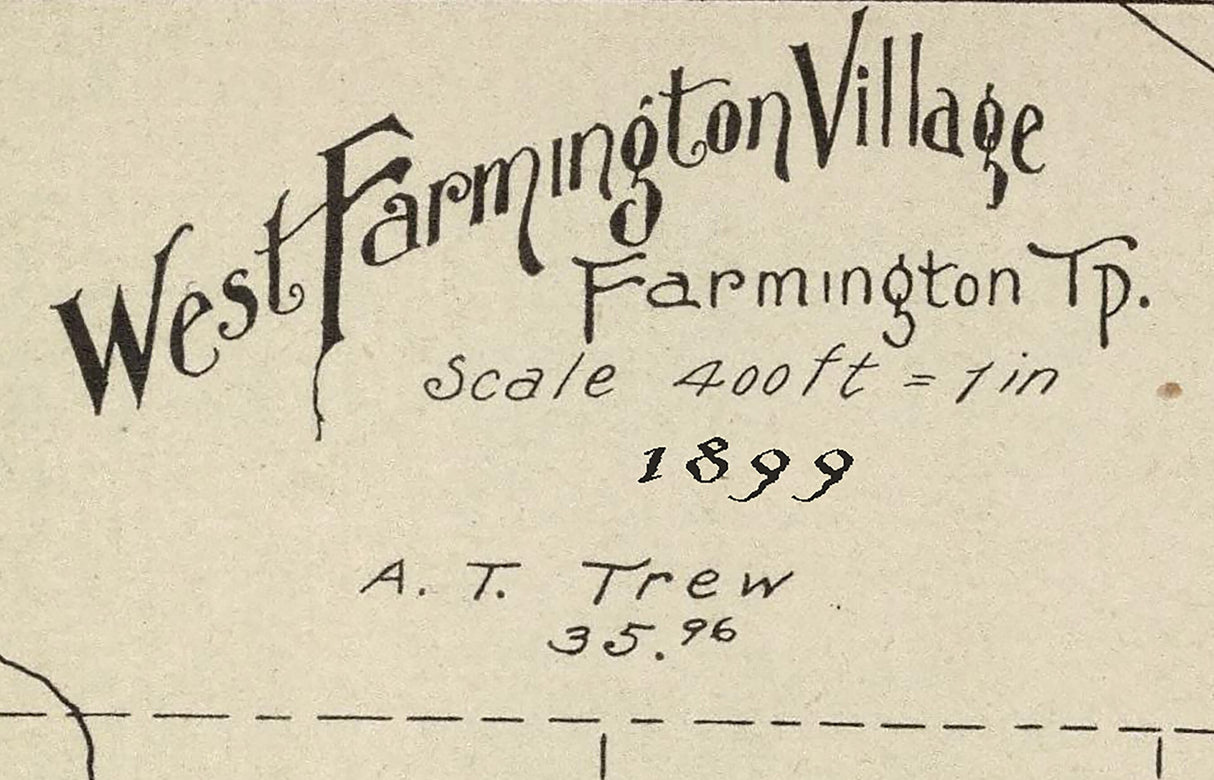 West Farmington Village
Farmington Tp.
Scale 400ft = 1in
1899
A. T. Trew
35.96